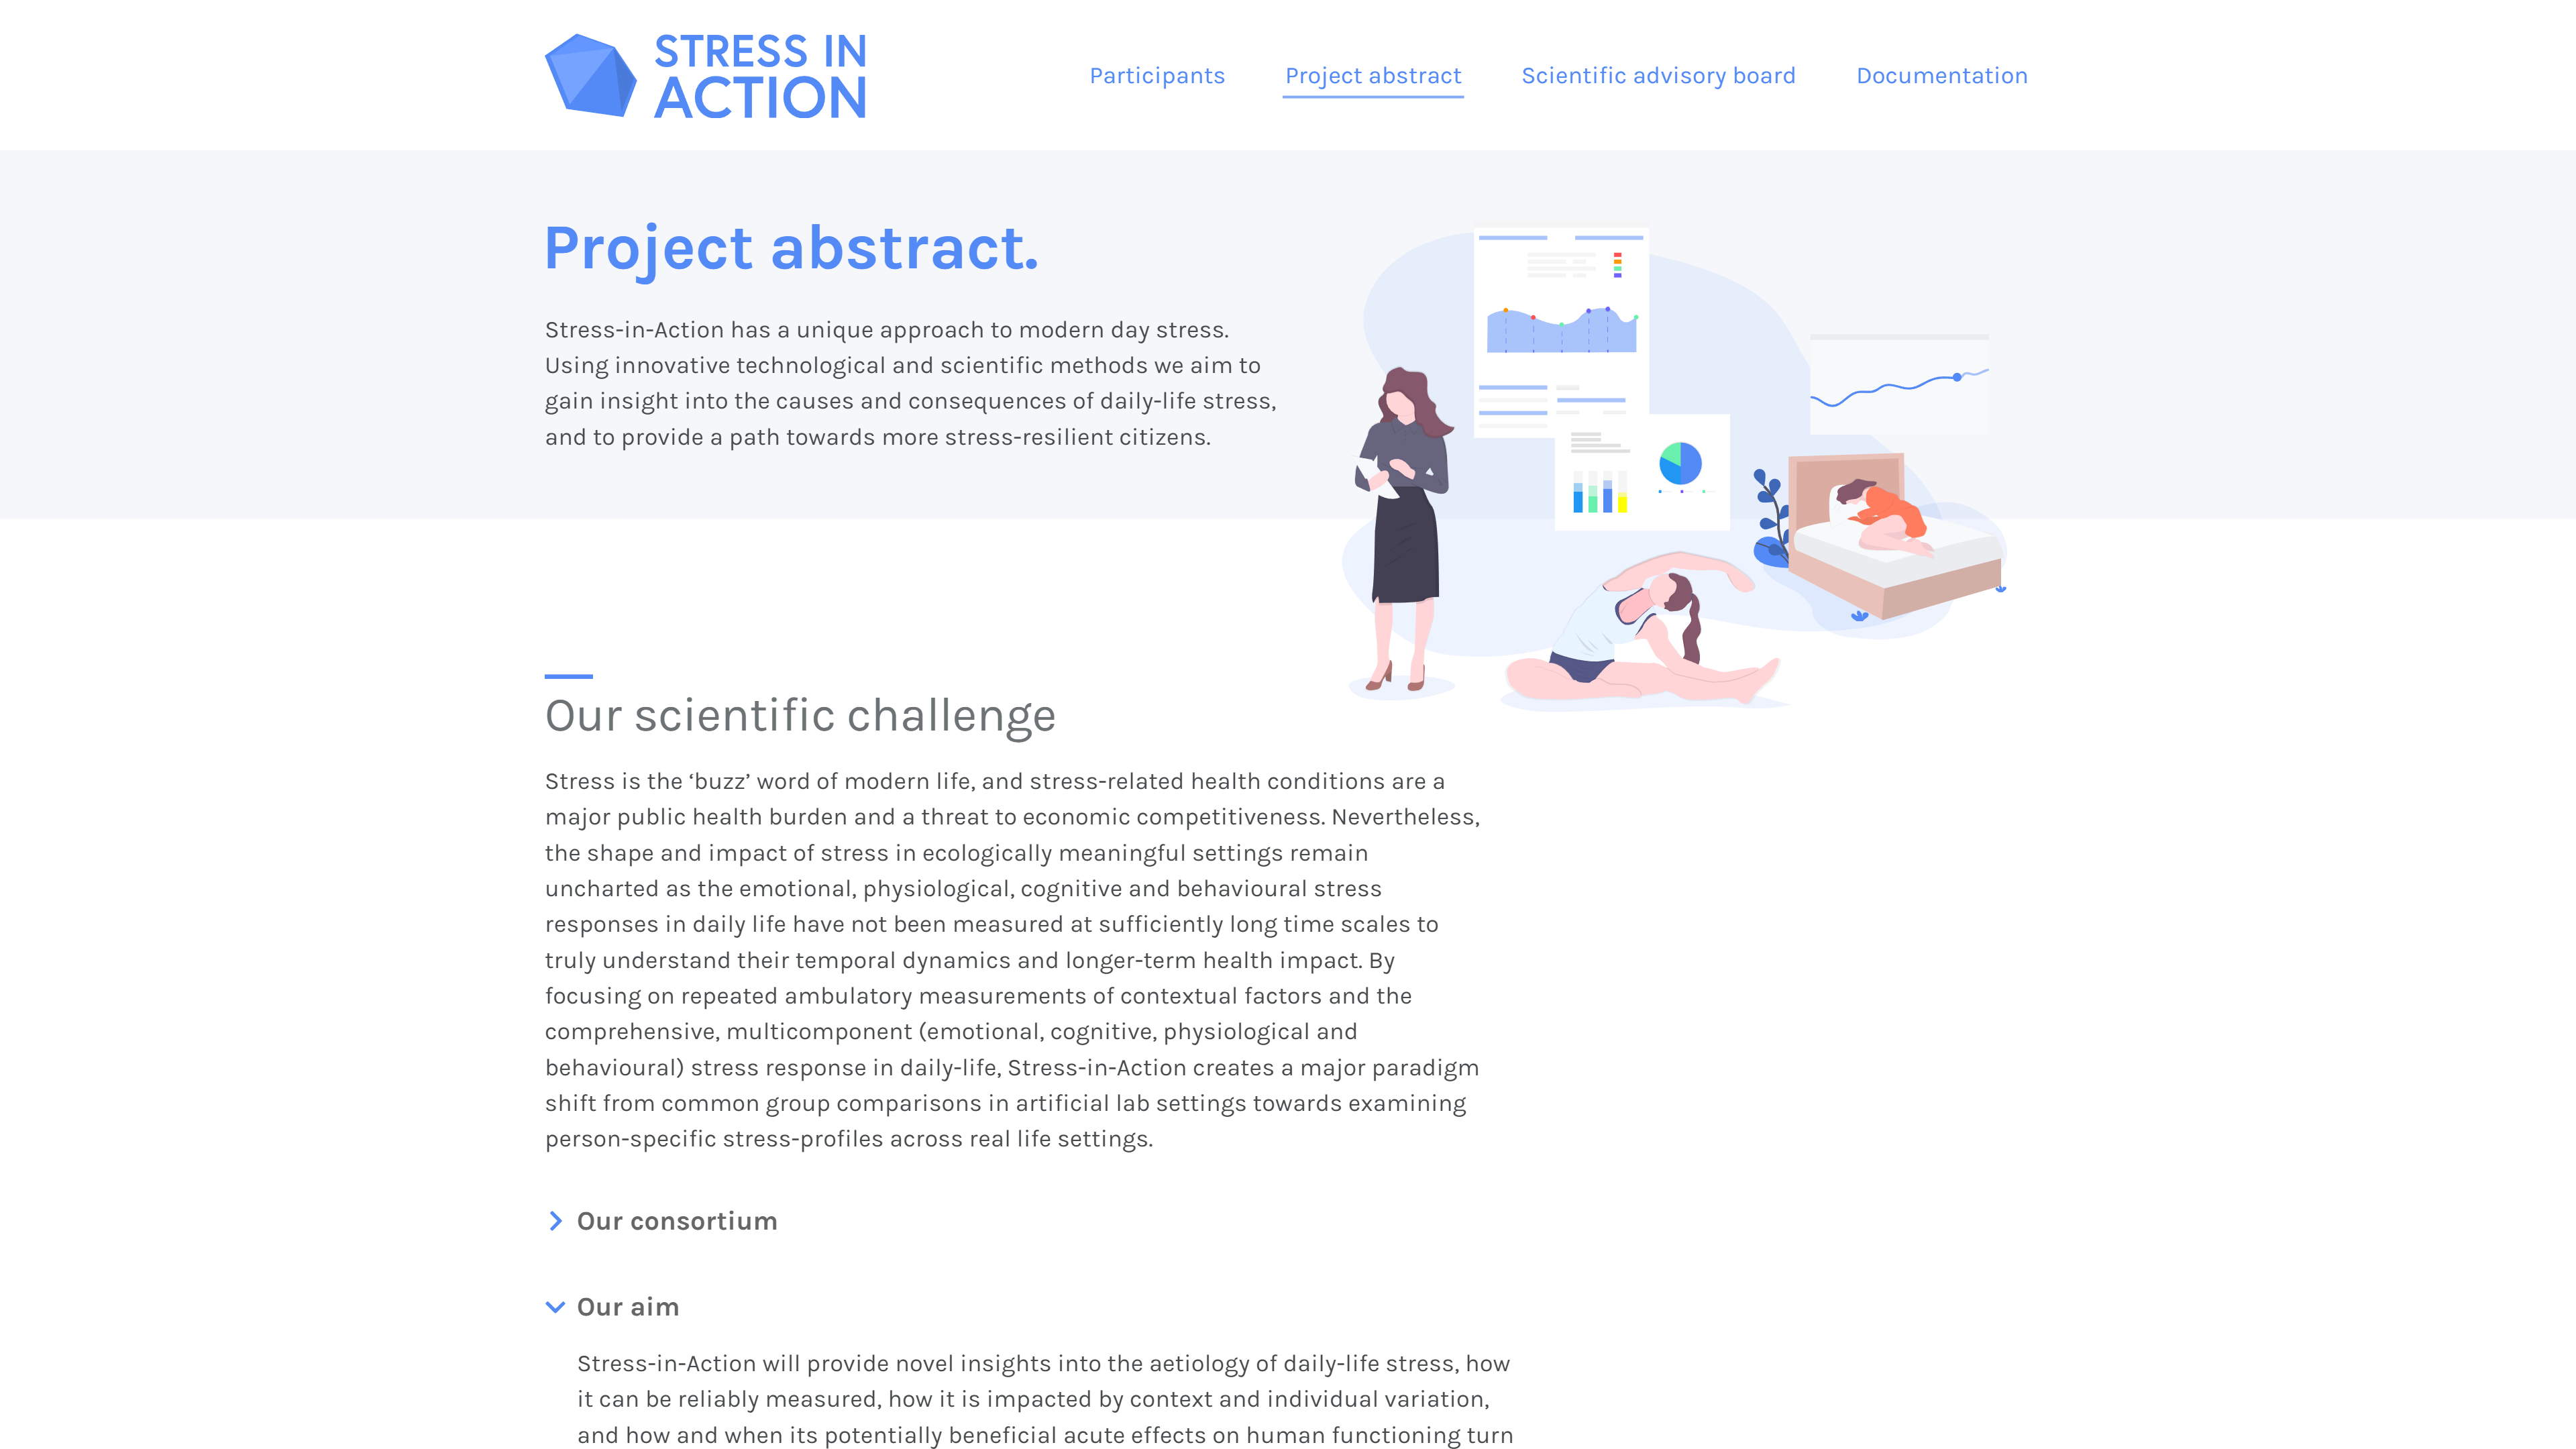 STRESS IN
ACTION
Participants
Project abstract
Scientific advisory board
Documentation
Project abstract.
Stress-in-Action has a unique approach to modern day stress.
Using innovative technological and scientific methods we aim to
gain insight into the causes and consequences of daily-life stress,
and to provide a path towards more stress-resilient citizens.
Our scientific challenge
Stress is the ‘buzz’ word of modern life, and stress-related health conditions are a
major public health burden and a threat to economic competitiveness. Nevertheless,
the shape and impact of stress in ecologically meaningful settings remain
uncharted as the emotional, physiological, cognitive and behavioural stress
responses in daily life have not been measured at sufficiently long time scales to
truly understand their temporal dynamics and longer-term health impact. By
focusing on repeated ambulatory measurements of contextual factors and the
comprehensive, multicomponent (emotional, cognitive, physiological and
behavioural) stress response in daily-life, Stress-in-Action creates a major paradigm
shift from common group comparisons in artificial lab settings towards examining
person-specific stress-profiles across real life settings.
Our consortium
Our aim
Stress-in-Action will provide novel insights into the aetiology of daily-life stress, how
it can be reliably measured, how it is impacted by context and individual variation,
and how and when its potentially beneficial acute effects on human functioning turn